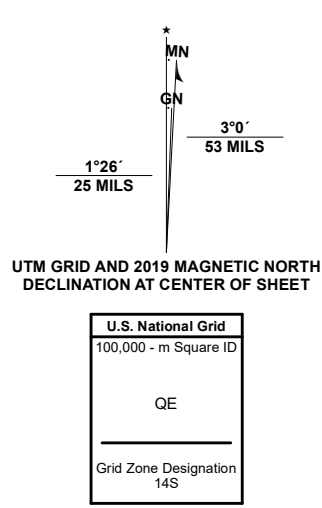 ★
MN
GN
3°0´
53 MILS
1°26´
25 MILS
UTM GRID AND 2019 MAGNETIC NORTH
DECLINATION AT CENTER OF SHEET
U.S. National Grid
100,000 - m Square ID
QE
Grid Zone Designation
14S